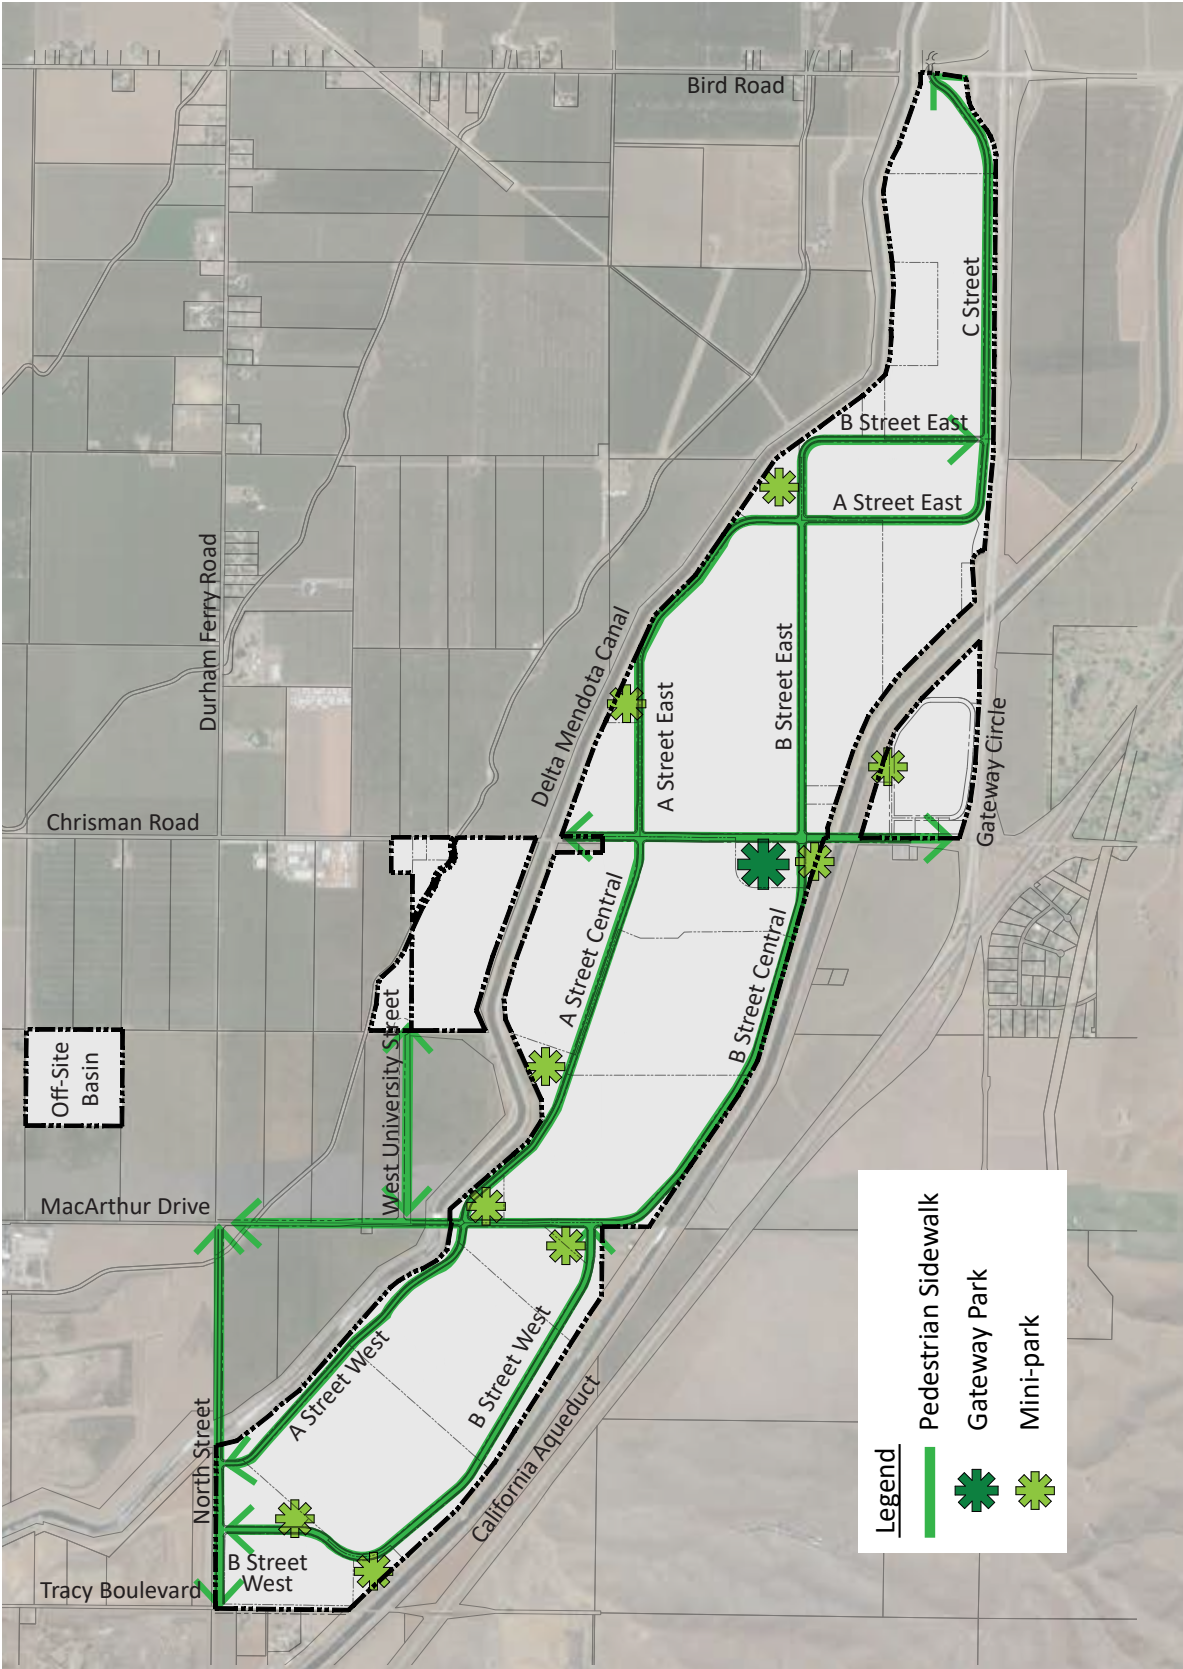 Bird Road
C Street
B Street East
A Street East
Durham Ferry Road
Delta Mendota Canal
A Street East
B Street East
Gateway Circle
Chrisman Road
A Street Central
B Street Central
Off-Site
Basin
West University Street
MacArthur Drive
A Street West
B Street West
California Aqueduct
North Street
B Street
West
Tracy Boulevard
Legend
Pedestrian Sidewalk
Gateway Park
Mini-park